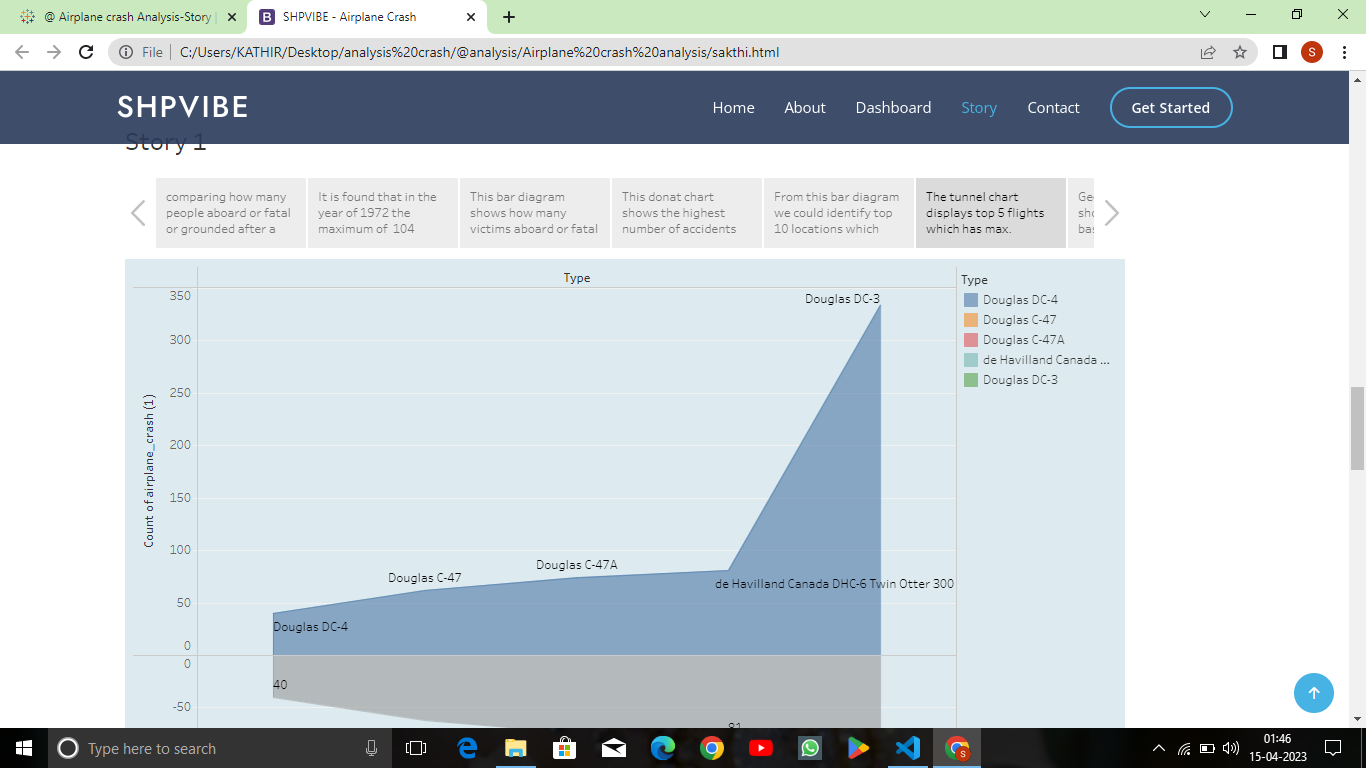 @ Airplane crash Analysis-Story |
SHPVIBE - Airplane Crash
File
C:/Users/KATHIR/Desktop/analysis%20crash/@analysis/Airplane%20crash%20analysis/sakthi.html
S
SHPVIBE
Home
About
Dashboard
Story
Contact
Get Started
Story 1
comparing how many
people aboard or fatal
or grounded after a
It is found that in the
year of 1972 the
maximum of 104
This bar diagram
shows how many
victims aboard or fatal
This donat chart
shows the highest
number of accidents
From this bar diagram
we could identify top
10 locations which
The tunnel chart
displays top 5 flights
which has max.
Type
Count of airplane_crash (1)
350
300
250
200
150
100
50
0
0
-50
Douglas DC-3
Douglas C-47A
Douglas C-47
de Havilland Canada DHC-6 Twin Otter 300
Douglas DC-4
40
81
Type
Douglas DC-4
Douglas C-47
Douglas C-47A
de Havilland Canada ...
Douglas DC-3
Type here to search
S
01:46
15-04-2023